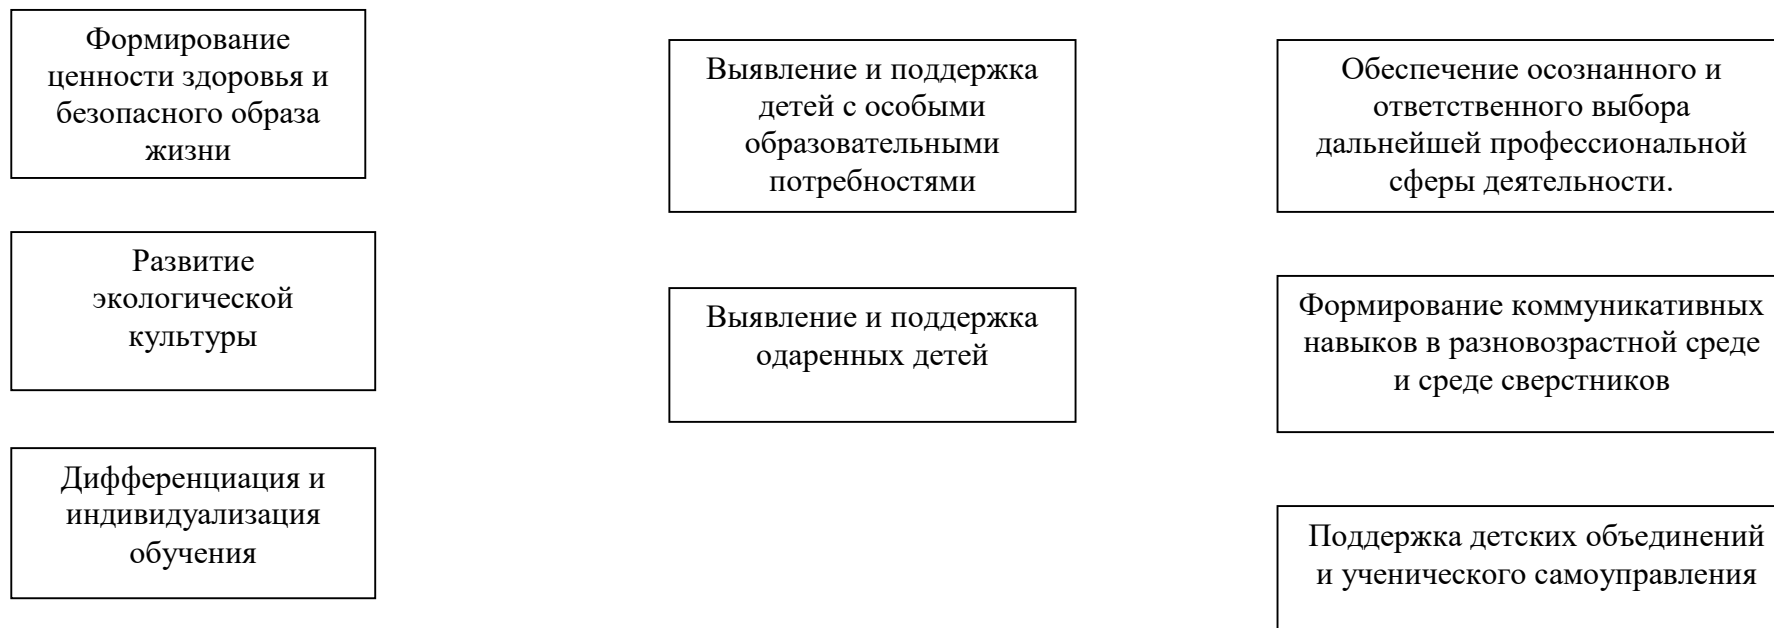 Формирование
ценности здоровья и
безопасного образа
жизни
Развитие
экологической
культуры
Дифференциация и
индивидуализация
обучения
Выявление и поддержка
детей с особыми
образовательными
потребностями
Выявление и поддержка
одаренных детей
Обеспечение осознанного и
ответственного выбора
дальнейшей профессиональной
сферы деятельности.
Формирование коммуникативных
навыков в разновозрастной среде
и среде сверстников
Поддержка детских объединений
и ученического самоуправления